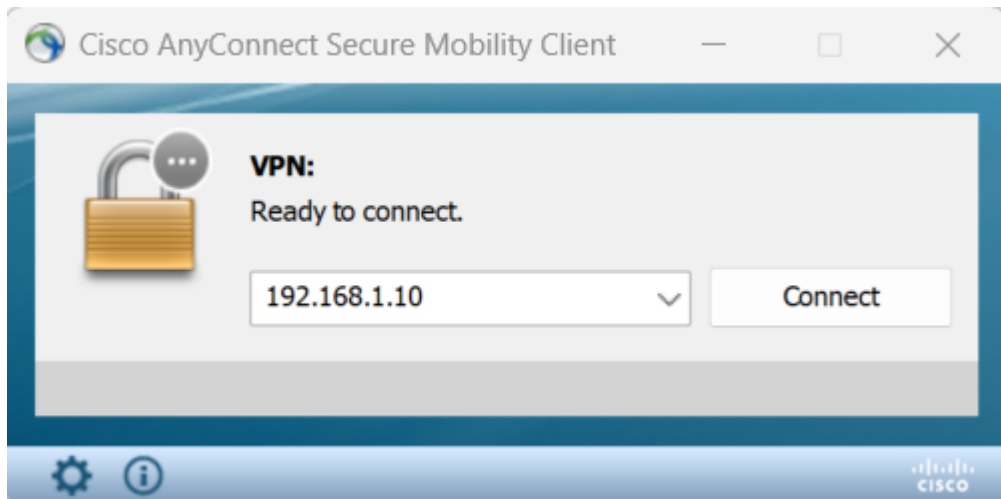 Cisco AnyConnect Secure Mobility Client
VPN:
Ready to connect.
192.168.1.10
Connect
CISCO